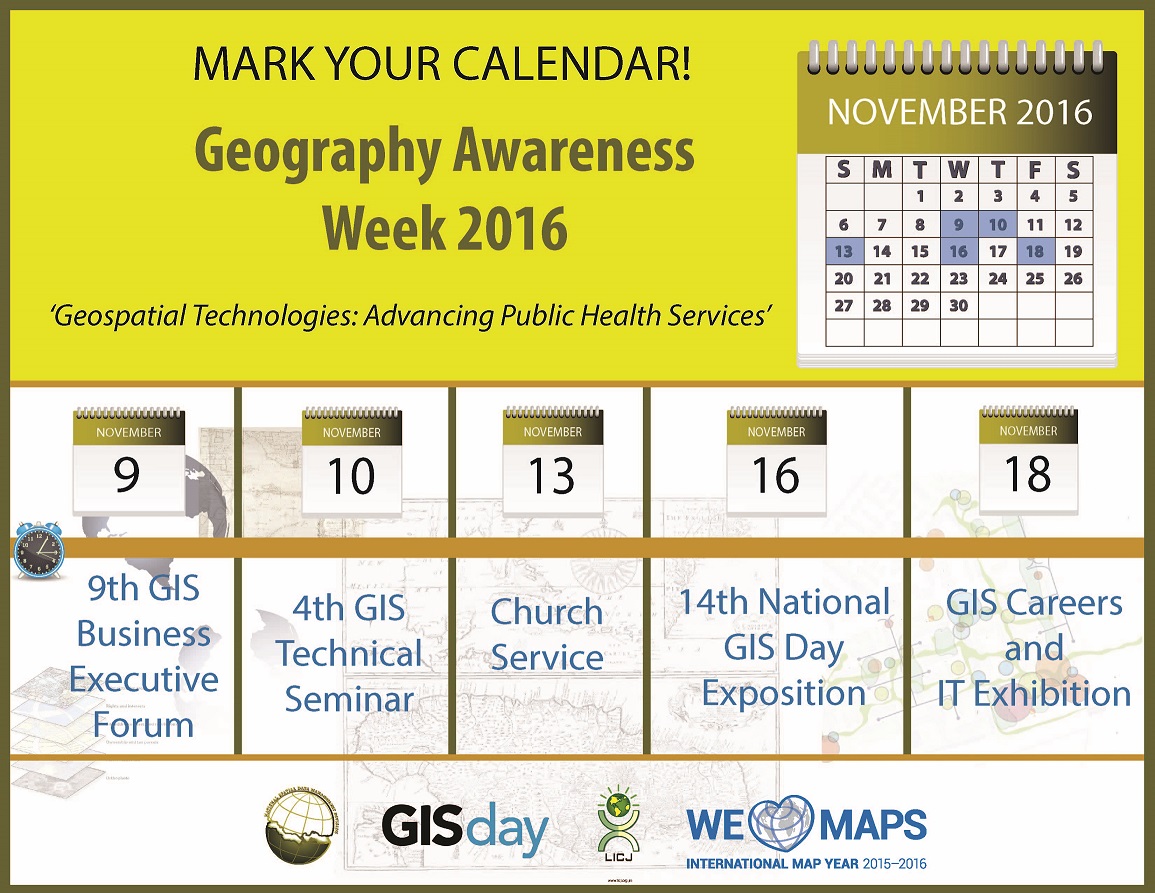 MARK YOUR CALENDAR!
Geography Awareness
Week 2016
‘Geospatial Technologies: Advancing Public Health Services’
NOVEMBER 2016
S M T W T F S
1 2 3 4 5
6 7 8 9 10 11 12
13 14 15 16 17 18 19
20 21 22 23 24 25 26
27 28 29 30
NOVEMBER
9
NOVEMBER
10
NOVEMBER
13
NOVEMBER
16
NOVEMBER
18
9th GIS
Business
Executive
Forum
4th GIS
Technical
Seminar
Church
Service
14th National
GIS Day
Exposition
GIS Careers
and
IT Exhibition
GISday
LICJ
WE MAPS
INTERNATIONAL MAP YEAR 2015–2016